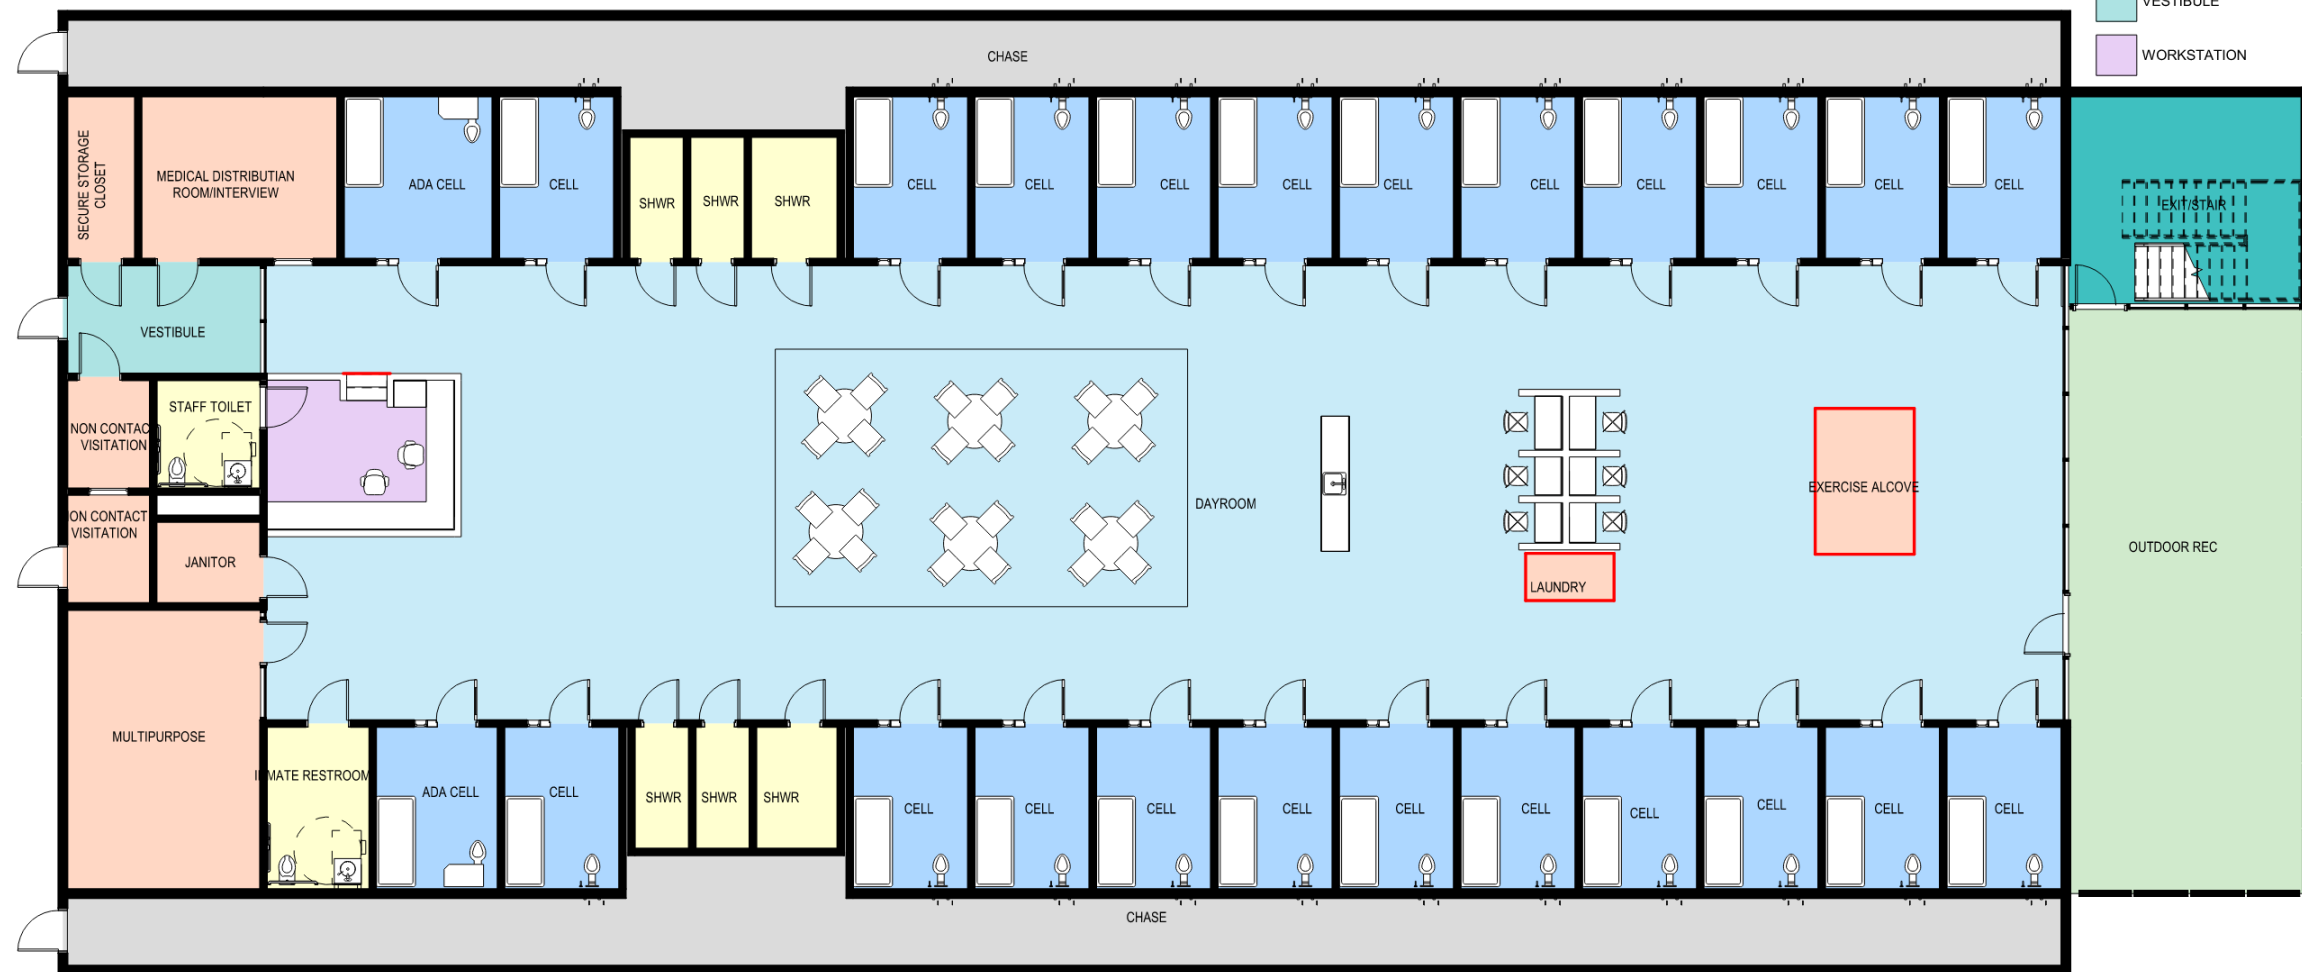 VESTIBULE
WORKSTATION
CHASE
SECURE STORAGE
CLOSET
MEDICAL DISTRIBUTIAN
ROOM/INTERVIEW
ADA CELL
CELL
SHWR
SHWR
SHWR
CELL
CELL
CELL
CELL
CELL
CELL
CELL
CELL
CELL
CELL
EXIT/STAIR
VESTIBULE
STAFF TOILET
NON CONTAC
VISITATION
DAYROOM
EXERCISE ALCOVE
ON CONTACT
VISITATION
JANITOR
OUTDOOR REC
LAUNDRY
MULTIPURPOSE
INMATE RESTROOM
ADA CELL
CELL
SHWR
SHWR
SHWR
CELL
CELL
CELL
CELL
CELL
CELL
CELL
CELL
CELL
CELL
CHASE